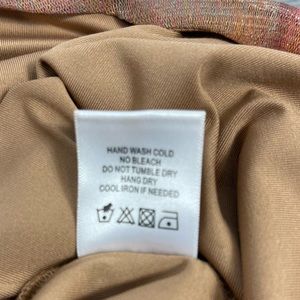 HAND WASH COLD
NO BLEACH
DO NOT TUMBLE DRY
HANG DRY
COOL IRON IF NEEDED